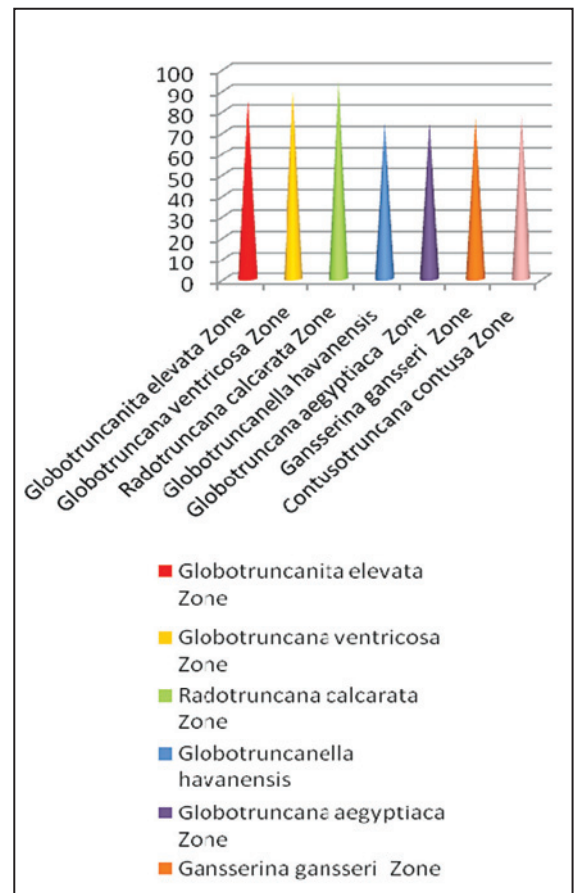 100
90
80
70
60
50
40
30
20
10
0
Globotruncanita elevata Zone
Globotruncana ventricosa Zone
Radotruncana calcarata Zone
Globotruncanella havanensis
Globotruncana aegyptiaca Zone
Gansserina gansseri Zone
Contusotruncana contusa Zone
Globotruncanita elevata
Zone
Globotruncana ventricosa
Zone
Radotruncana calcarata
Zone
Globotruncanella
havanensis
Globotruncana aegyptiaca
Zone
Gansserina gansseri Zone